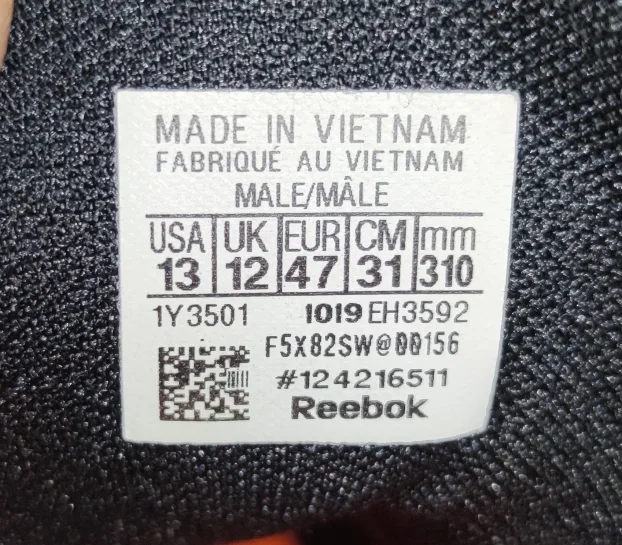 MADE IN VIETNAM
FABRIQUÉ AU VIETNAM
MALE/MÂLE
USA UK EUR CM mm
13 12 47 31 310
1Y3501 1019 EH3592
F5X82SW@00156
#124216511
Reebok